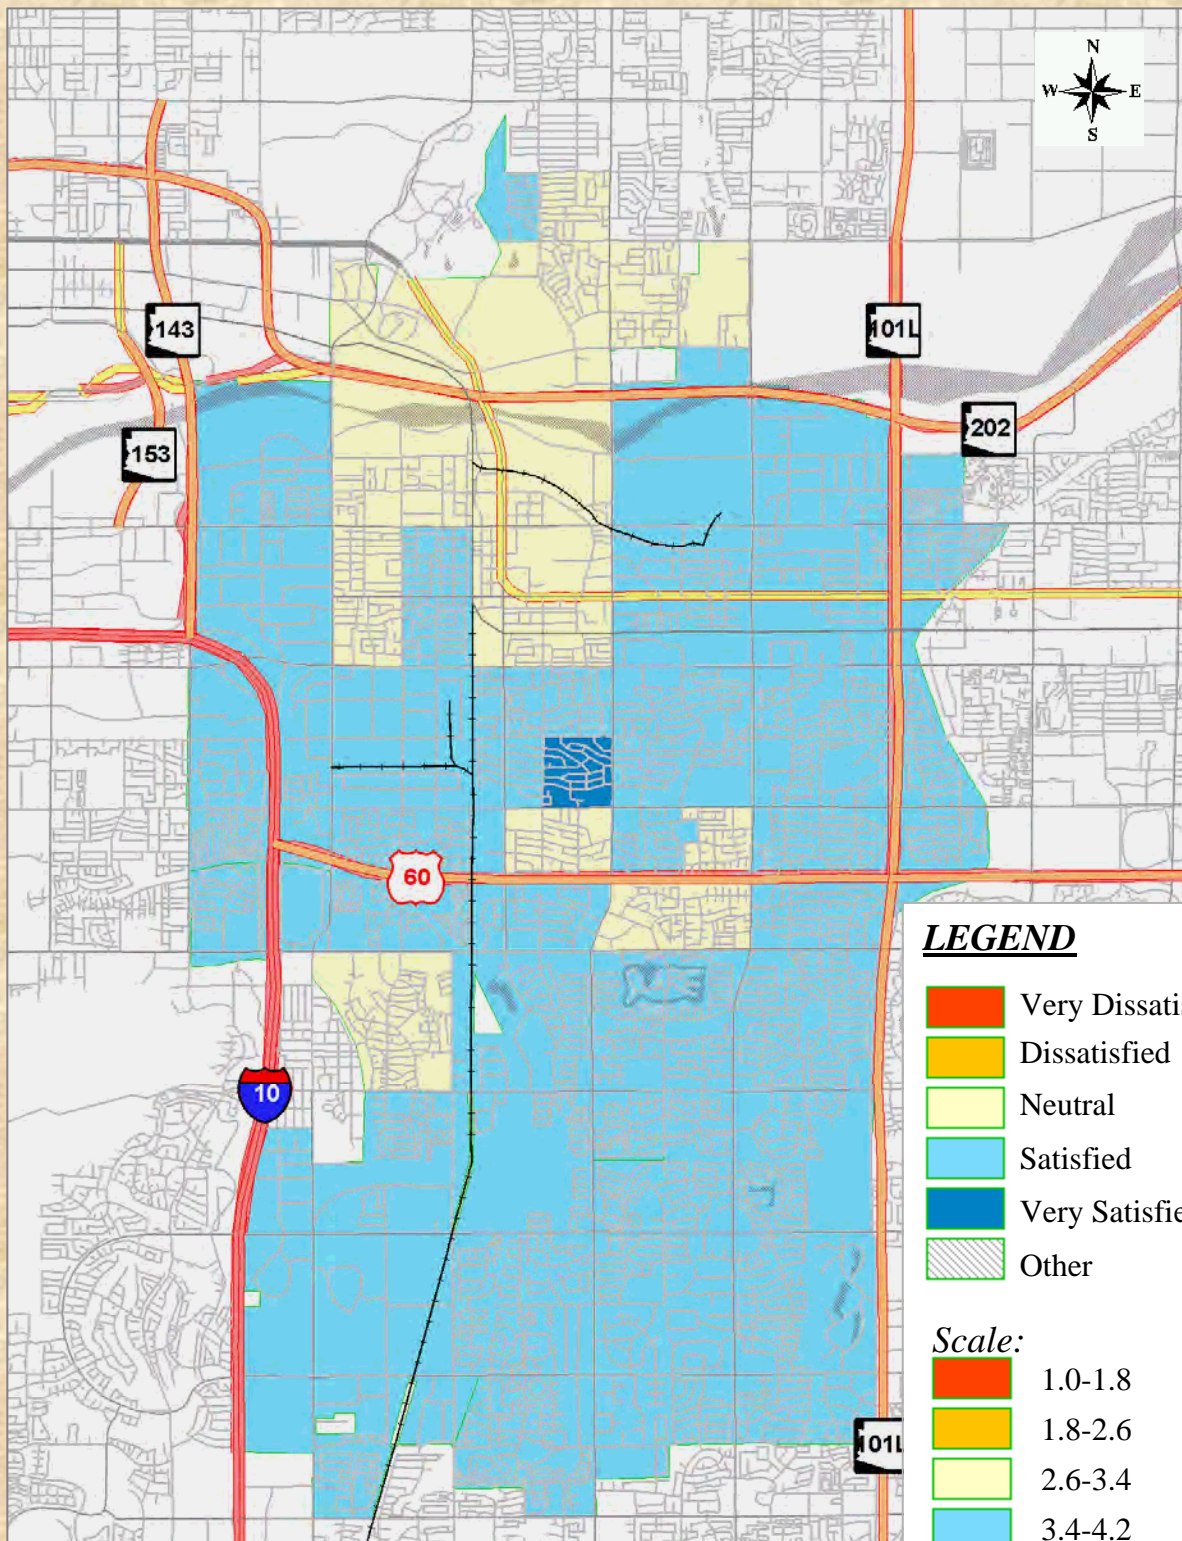 N
W E
S
143
101L
202
153
60
LEGEND
Very Dissatis
Dissatisfied
Neutral
10
Satisfied
Very Satisfie
Other
Scale:
1.0-1.8
101L
1.8-2.6
2.6-3.4
3.4-4.2